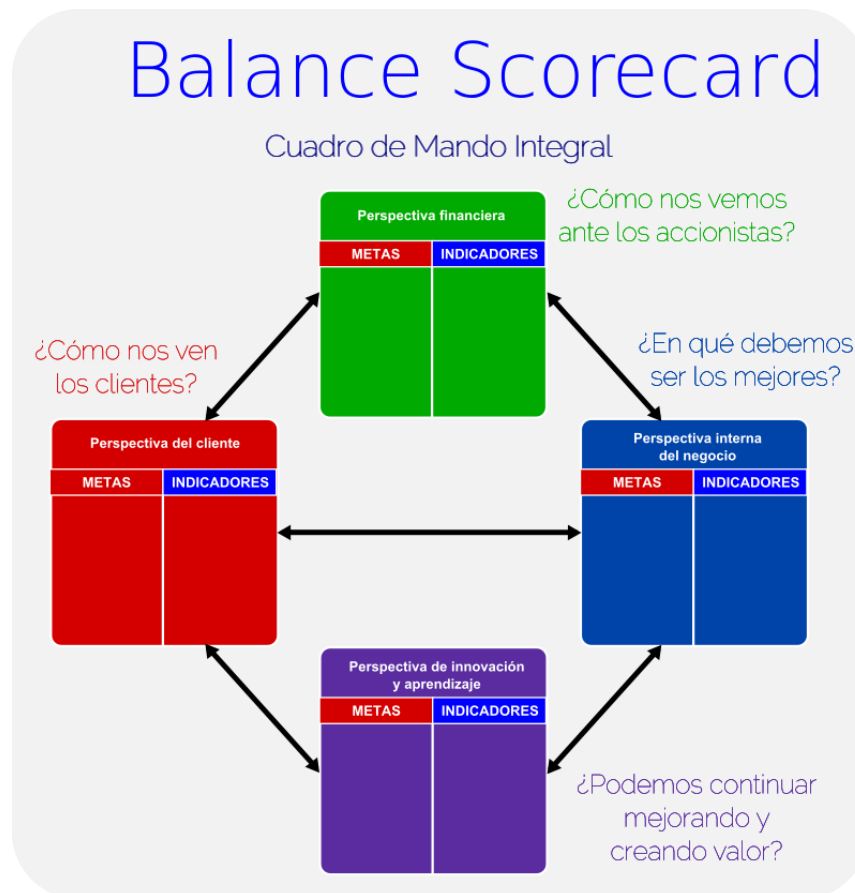 Balance Scorecard
Cuadro de Mando Integral
Perspectiva financiera
METAS
INDICADORES
¿Cómo nos vemos
ante los accionistas?
¿Cómo nos ven
los clientes?
¿En qué debemos
ser los mejores?
Perspectiva del cliente
METAS
INDICADORES
Perspectiva interna
del negocio
METAS
INDICADORES
Perspectiva de innovación
y aprendizaje
METAS
INDICADORES
¿Podemos continuar
mejorando y
creando valor?